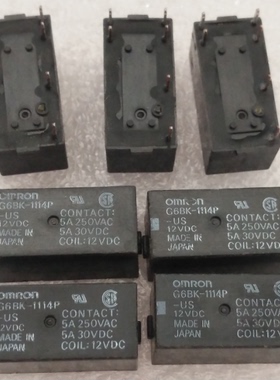 OMRON
G6BK-1114P
-US CONTACT:
12VDC 5A 250VAC
MADE IN 5A 30VDC
JAPAN COIL:12VDC
OMRON
G6BK-1114P
-US CONTACT:
12VDC 5A 250VAC
MADE IN 5A 30VDC
JAPAN COIL:12VDC
OMRON
G6BK-1114P
-US CONTACT:
12VDC 5A 250VAC
MADE IN 5A 30VDC
JAPAN COIL:12VDC
OMRON
G6BK-1114P
-US CONTACT:
12VDC 5A 250VAC
MADE IN 5A 30VDC
JAPAN COIL:12VDC